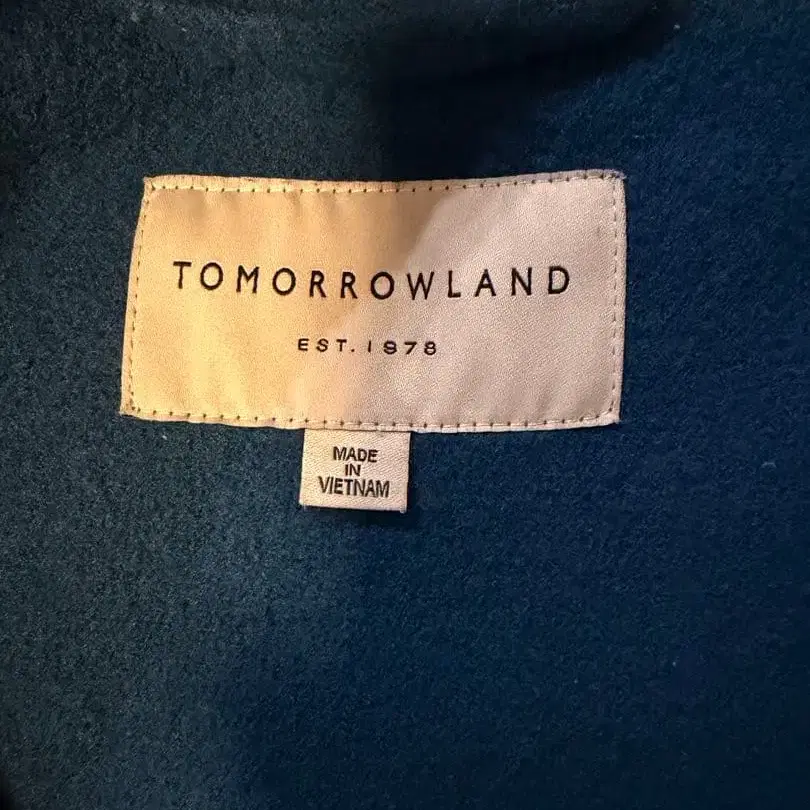 TOMORROWLAND
EST. 1978
MADE
IN
VIETNAM